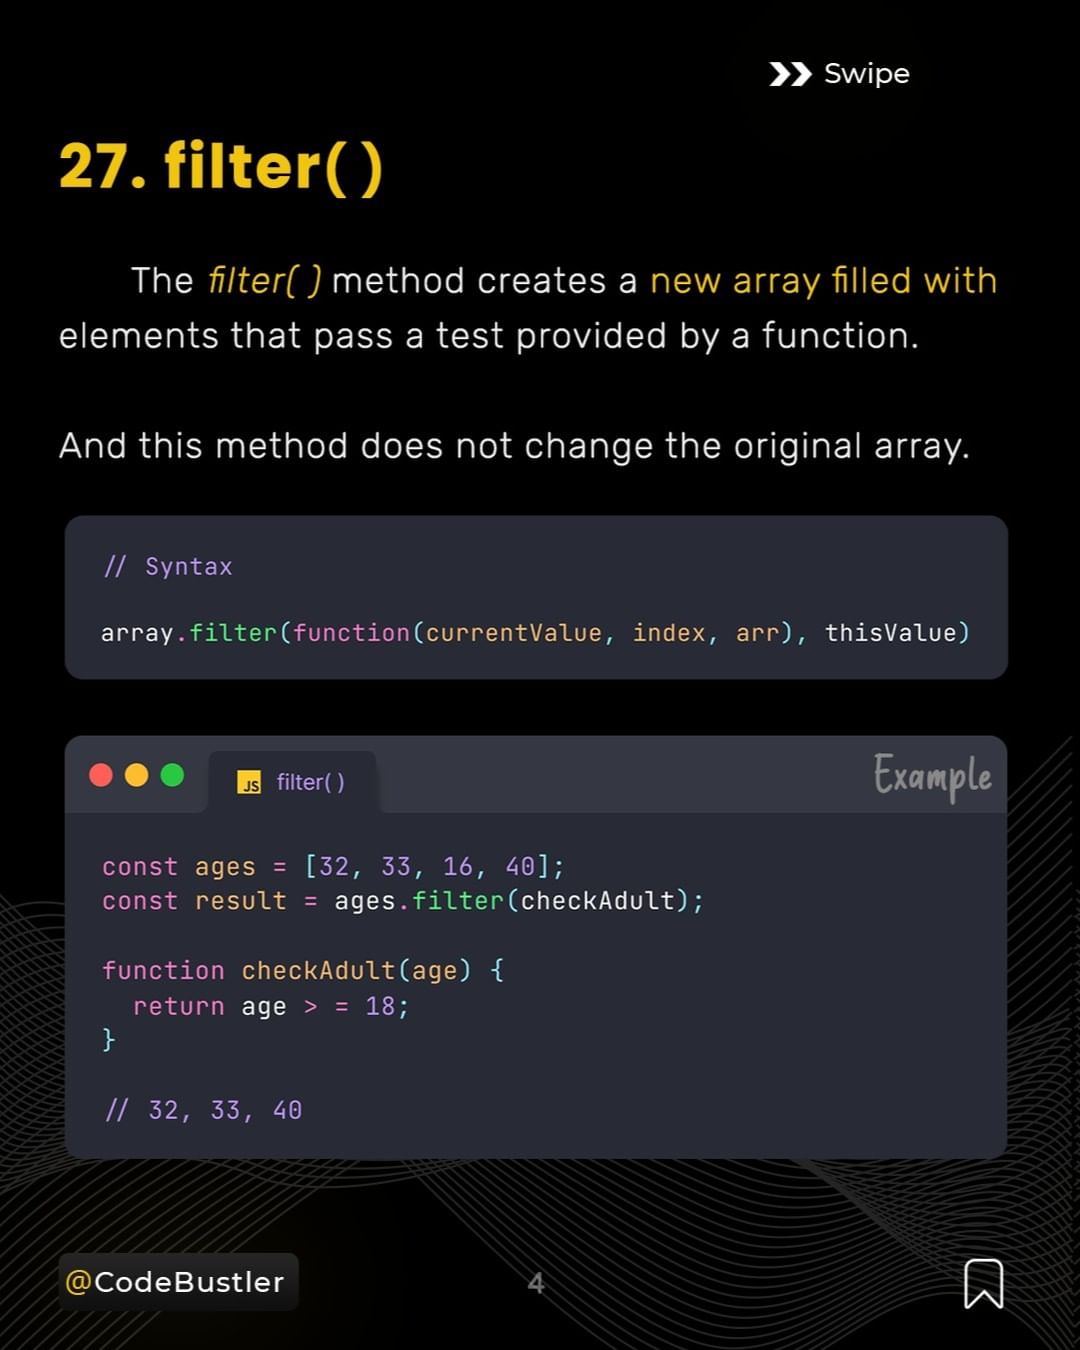 Swipe
27. filter( )
The filter( ) method creates a new array filled with
elements that pass a test provided by a function.
And this method does not change the original array.
// Syntax
array.filter(function(currentValue, index, arr), thisValue)
JS filter( )
Example
const ages = [32, 33, 16, 40];
const result = ages.filter(checkAdult);
function checkAdult(age) {
  return age > = 18;
}
// 32, 33, 40
@CodeBustler
4